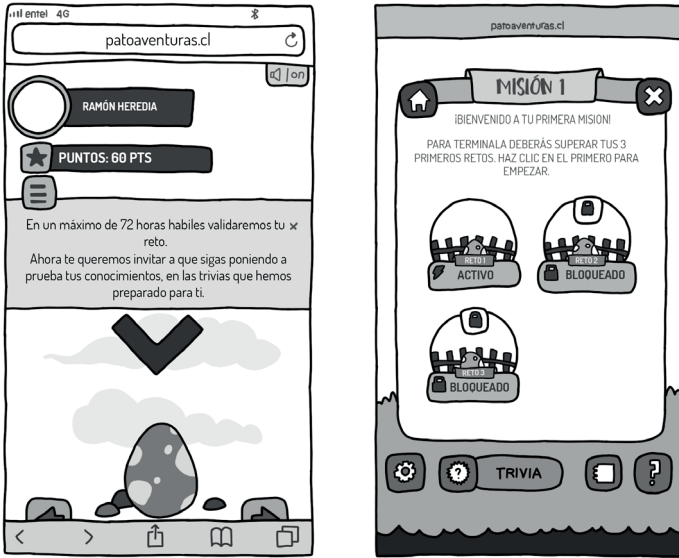 entel 4G
patoaventuras.cl
on
RAMÓN HEREDIA
PUNTOS: 60 PTS
En un máximo de 72 horas habiles validaremos tu x
reto.
Ahora te queremos invitar a que sigas poniendo a
prueba tus conocimientos, en las trivias que hemos
preparado para ti.
patoaventuras.cl
MISIÓN 1
¡BIENVENIDO A TU PRIMERA MISION!
PARA TERMINALA DEBERÁS SUPERAR TUS 3
PRIMEROS RETOS. HAZ CLIC EN EL PRIMERO PARA
EMPEZAR.
RETO 1
ACTIVO
RETO 2
BLOQUEADO
RETO 3
BLOQUEADO
? TRIVIA ?